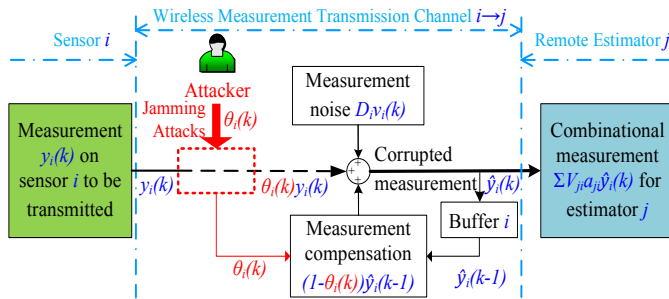 Sensor i
Wireless Measurement Transmission Channel i→j
Remote Estimator j
Attacker
Jamming
Attacks
θi(k)
Measurement
noise Divi(k)
Measurement
yi(k) on
sensor i to be
transmitted
yi(k)
θi(k)yi(k)
+
+
Corrupted
measurement
ŷi(k)
Combinational
measurement
ΣVjiajiŷi(k) for
estimator j
Buffer i
Measurement
compensation
(1-θi(k))ŷi(k-1)
θi(k)
ŷi(k-1)